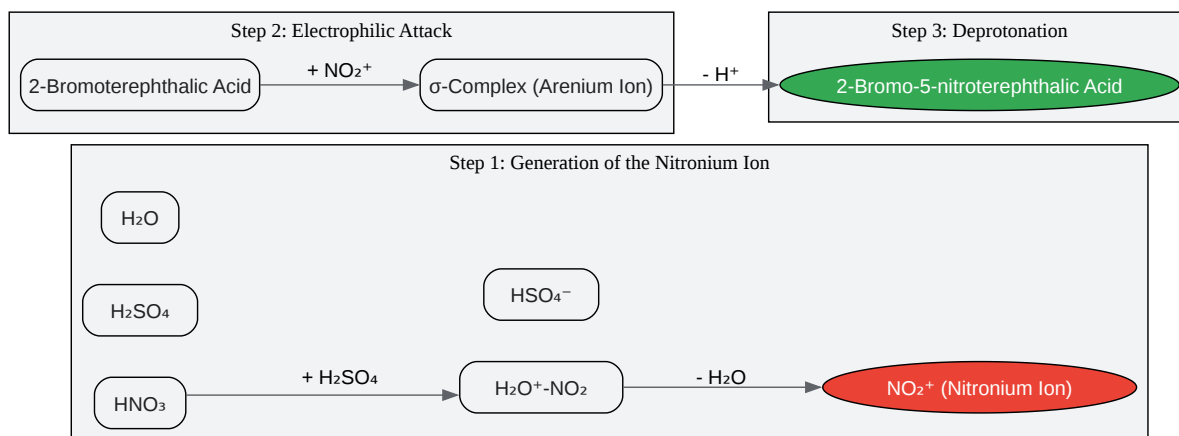 Step 2: Electrophilic Attack
2-Bromoterephthalic Acid
+ NO₂⁺
σ-Complex (Arenium Ion)
- H⁺
Step 3: Deprotonation
2-Bromo-5-nitroterephthalic Acid
Step 1: Generation of the Nitronium Ion
H₂O
H₂SO₄
HSO₄⁻
HNO₃
+ H₂SO₄
H₂O⁺-NO₂
- H₂O
NO₂⁺ (Nitronium Ion)